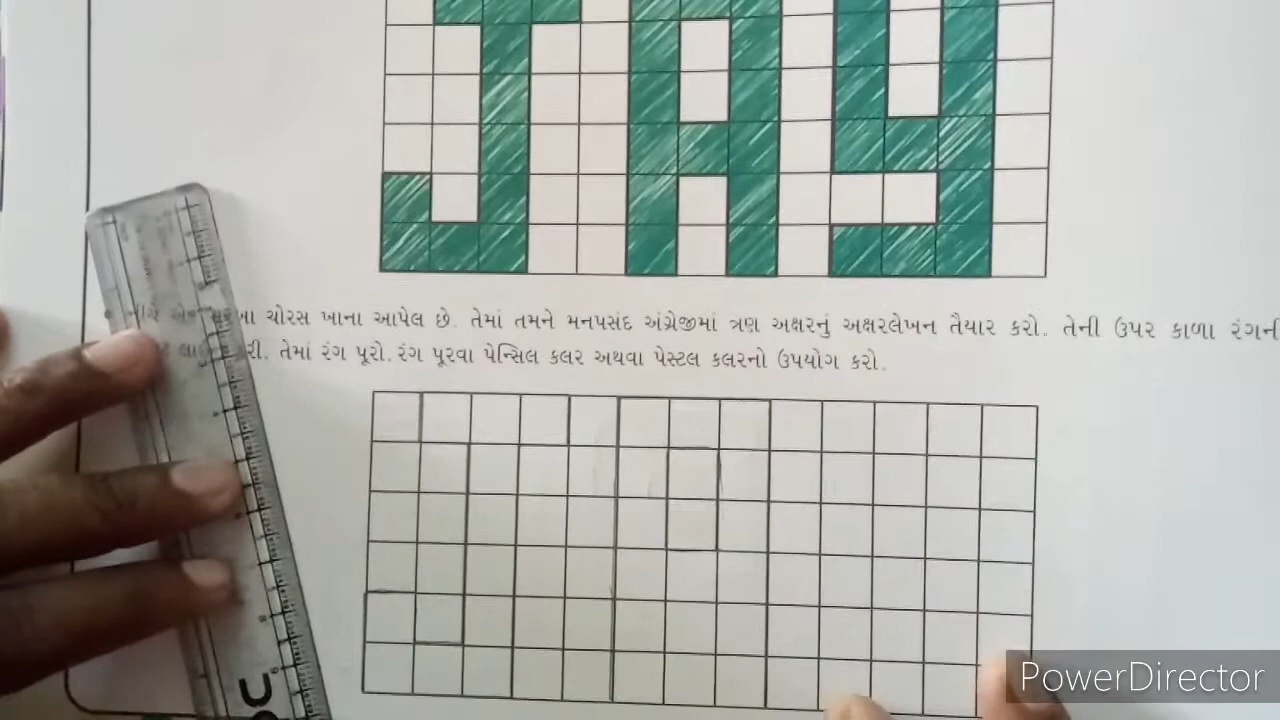 JAY
ખા ચોરસ ખાના આપેલ છે. તેમાં તમને મનપસંદ અંગ્રેજીમાં ત્રણ અક્ષરનું અક્ષરલેખન તૈયાર કરો. તેની ઉપર કાળા રંગની
તેમાં રંગ પૂરો. રંગ પૂરવા પેન્સિલ કલર અથવા પેસ્ટલ કલરનો ઉપયોગ કરો.
PowerDirector